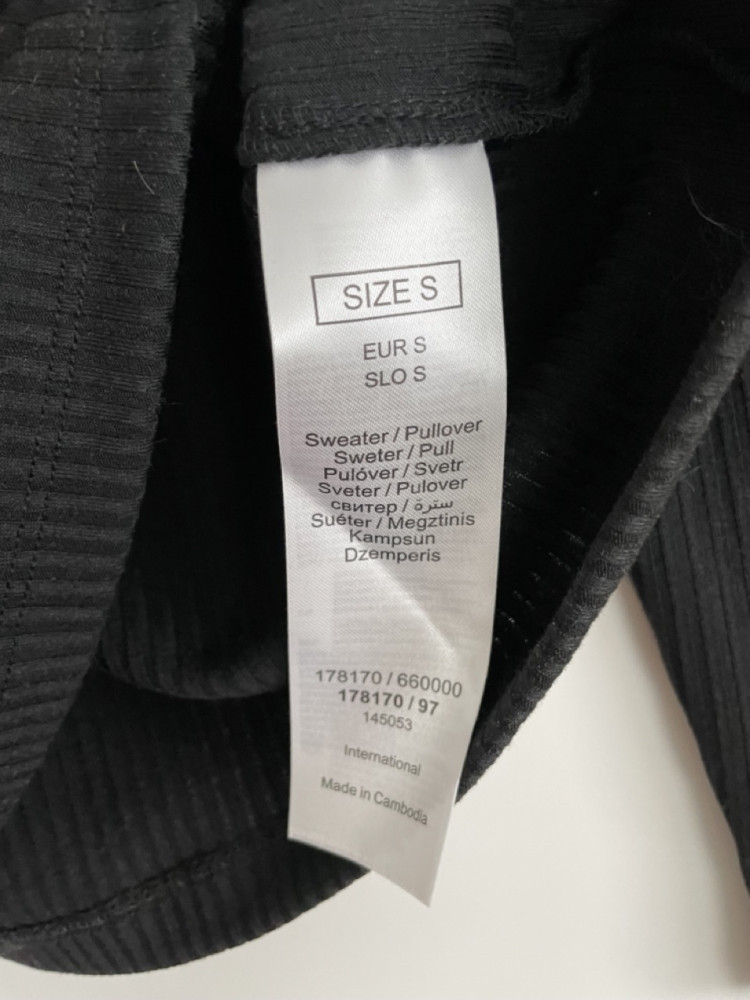 SIZE S
EUR S
SLO S
Sweater / Pullover
Sweter / Pull
Pulóver / Svetr
Sveter / Pulover
свитер / سترة
Suéter / Megztinis
Kampsun
Dzemperis
178170 / 660000
178170 / 97
145053
International
Made in Cambodia